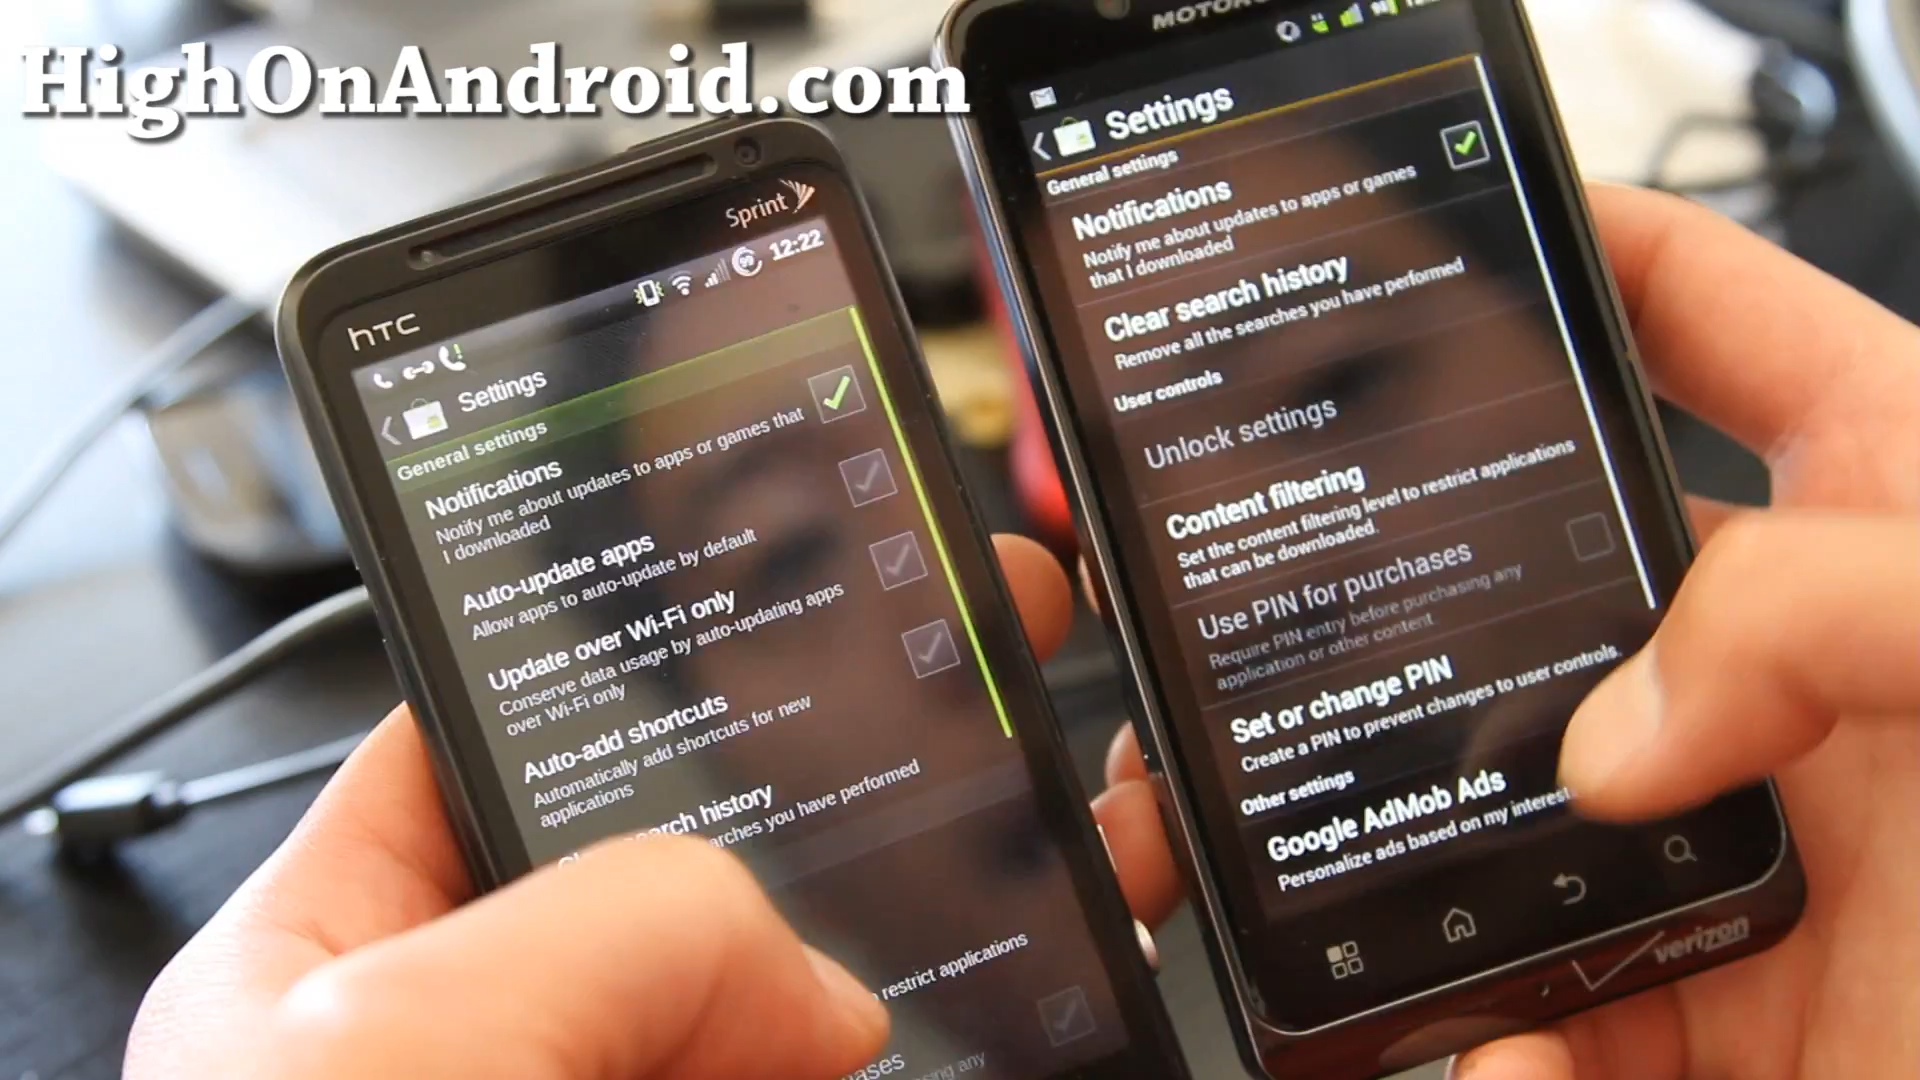 HighOnAndroid.com
Sprint
hTC
12:22
99
Settings
General settings
Notifications
Notify me about updates to apps or games that
I downloaded
Auto-update apps
Allow apps to auto-update by default
Update over Wi-Fi only
Conserve data usage by auto-updating apps
over Wi-Fi only
Auto-add shortcuts
Automatically add shortcuts for new
applications
history
you have performed
restrict applications
any
Settings
General settings
Notifications
Notify me about updates to apps or games
that I downloaded
Clear search history
Remove all the searches you have performed
User controls
Unlock settings
Content filtering
Set the content filtering level to restrict applications
that can be downloaded.
Use PIN for purchases
Require PIN entry before purchasing any
application or other content.
Set or change PIN
Create a PIN to prevent changes to user controls.
Other settings
Google AdMob Ads
Personalize ads based on my interest
verizon